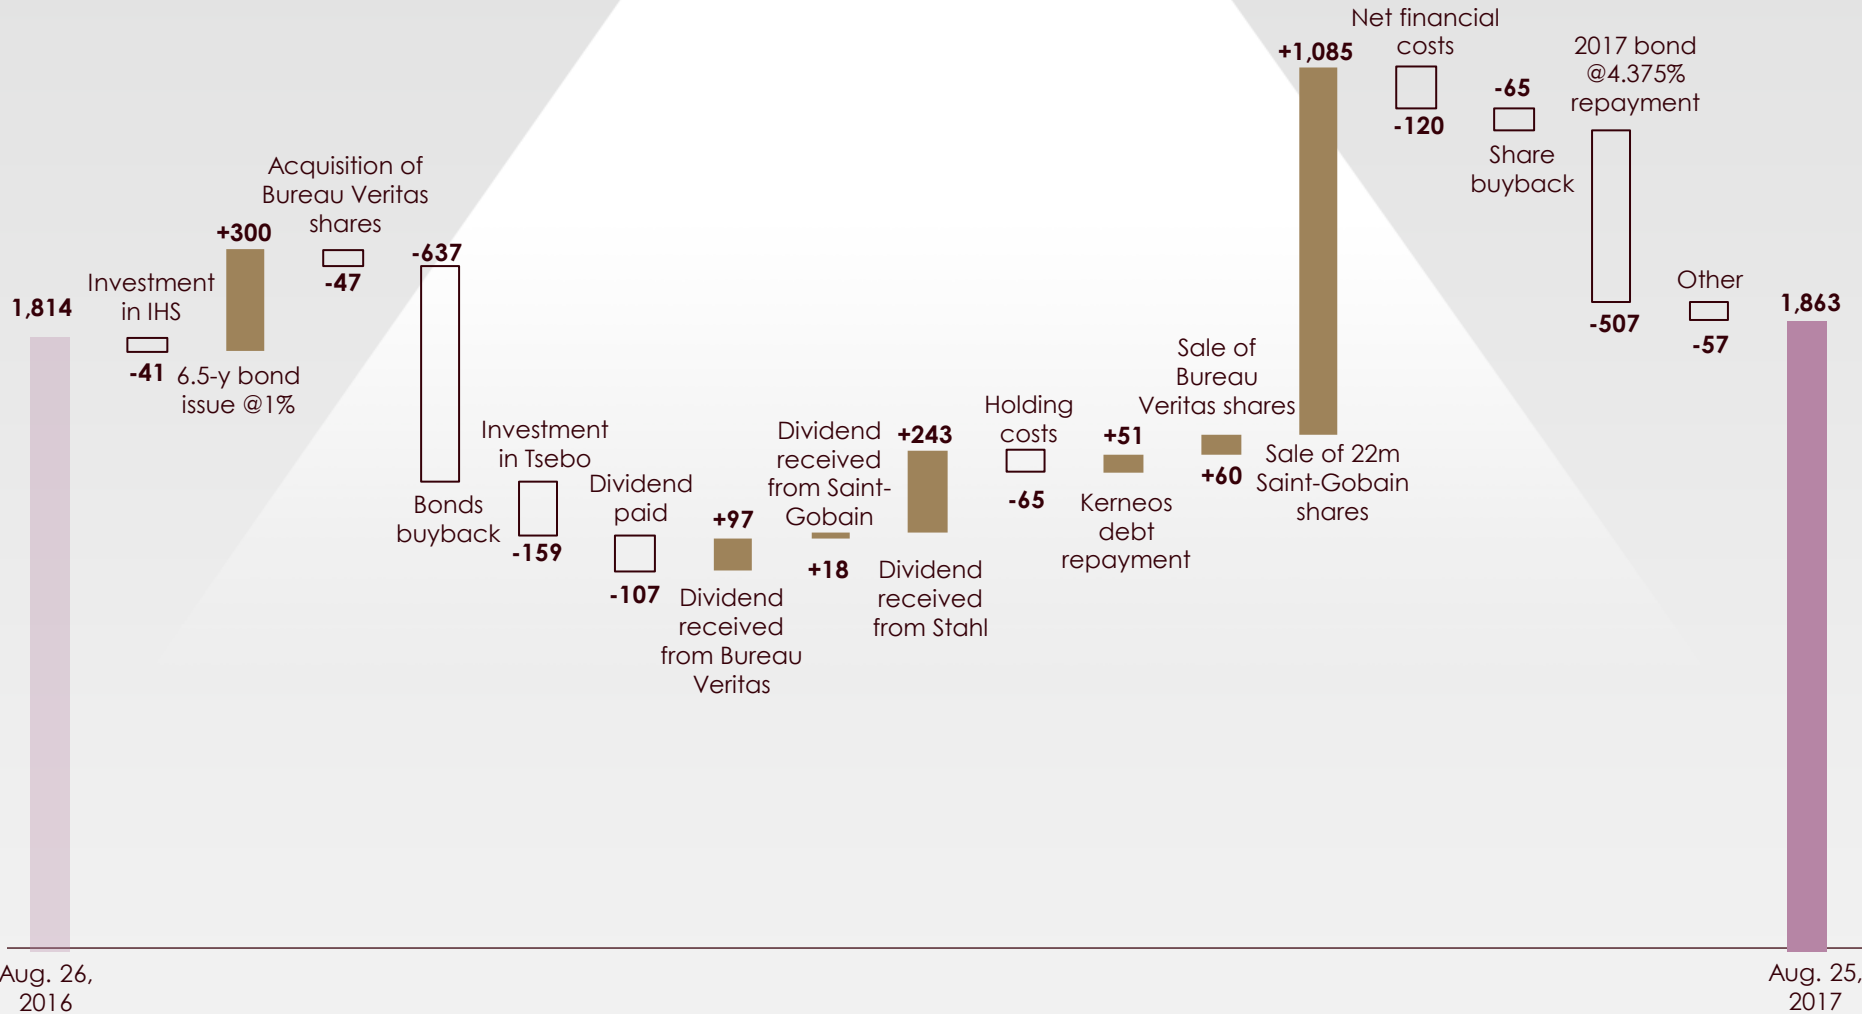 1,814
Aug. 26,
2016
Investment
in IHS
-41
+300
6.5-y bond
issue @1%
Acquisition of
Bureau Veritas
shares
-47
-637
Bonds
buyback
Investment
in Tsebo
-159
Dividend
paid
-107
+97
Dividend
received
from Bureau
Veritas
Dividend
received
from Saint-
Gobain
+18
+243
Dividend
received
from Stahl
Holding
costs
-65
+51
Kerneos
debt
repayment
Sale of
Bureau
Veritas shares
+60
+1,085
Sale of 22m
Saint-Gobain
shares
Net financial
costs
-120
-65
Share
buyback
2017 bond
@4.375%
repayment
-507
Other
-57
1,863
Aug. 25,
2017